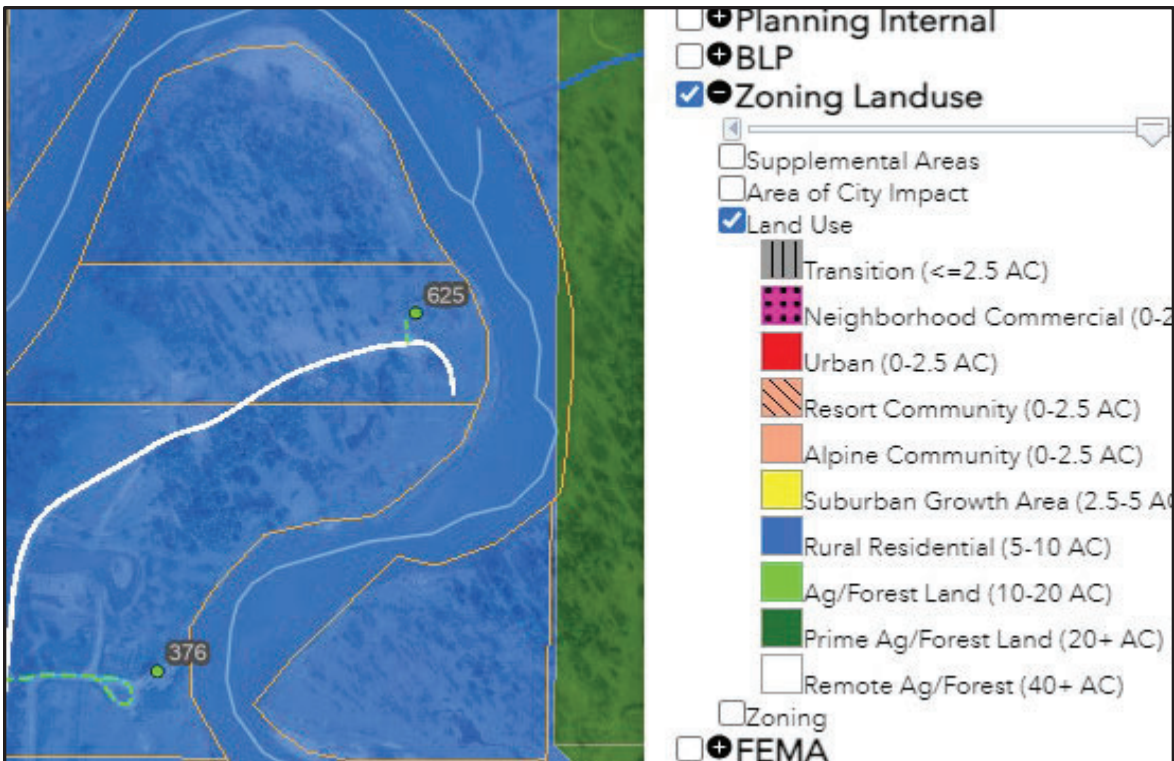 625
376
Planning Internal
BLP
Zoning Landuse
Supplemental Areas
Area of City Impact
Land Use
Transition (<=2.5 AC)
Neighborhood Commercial (0-2
Urban (0-2.5 AC)
Resort Community (0-2.5 AC)
Alpine Community (0-2.5 AC)
Suburban Growth Area (2.5-5 AC
Rural Residential (5-10 AC)
Ag/Forest Land (10-20 AC)
Prime Ag/Forest Land (20+ AC)
Remote Ag/Forest (40+ AC)
Zoning
FEMA